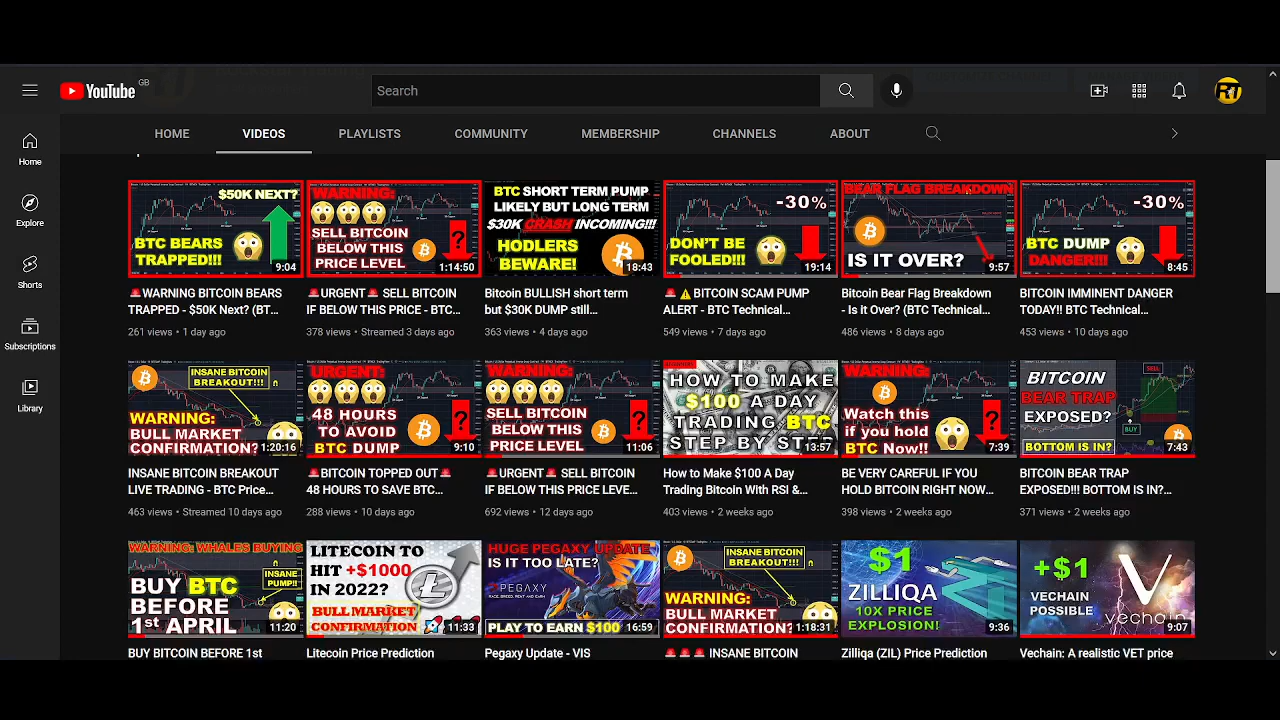 YouTube GB
Search
RT
HOME VIDEOS PLAYLISTS COMMUNITY MEMBERSHIP CHANNELS ABOUT
Home
Explore
Shorts
Subscriptions
Library
$50K NEXT?
BTC BEARS
TRAPPED!!!
9:04
🚨WARNING BITCOIN BEARS
TRAPPED - $50K Next? (BT…
261 views • 1 day ago
WARNING:
SELL BITCOIN
BELOW THIS
PRICE LEVEL
?
1:14:50
🚨URGENT🚨 SELL BITCOIN
IF BELOW THIS PRICE - BTC…
378 views • Streamed 3 days ago
BTC SHORT TERM PUMP
LIKELY BUT LONG TERM
$30K CRASH INCOMING!!!
HODLERS
BEWARE!
18:43
Bitcoin BULLISH short term
but $30K DUMP still…
363 views • 4 days ago
-30%
DON'T BE
FOOLED!!!
19:14
🚨⚠️BITCOIN SCAM PUMP
ALERT - BTC Technical…
549 views • 7 days ago
BEAR FLAG BREAKDOWN
IS IT OVER?
9:57
Bitcoin Bear Flag Breakdown
- Is it Over? (BTC Technical…
486 views • 8 days ago
-30%
BTC DUMP
DANGER!!!
8:45
BITCOIN IMMINENT DANGER
TODAY!! BTC Technical…
453 views • 10 days ago
INSANE BITCOIN
BREAKOUT!!!
WARNING:
BULL MARKET
CONFIRMATION?
1:20:16
INSANE BITCOIN BREAKOUT
LIVE TRADING - BTC Price…
463 views • Streamed 10 days ago
URGENT:
48 HOURS
TO AVOID
BTC DUMP
?
9:10
🚨BITCOIN TOPPED OUT🚨
48 HOURS TO SAVE BTC…
288 views • 10 days ago
WARNING:
SELL BITCOIN
BELOW THIS
PRICE LEVEL
?
11:06
🚨URGENT🚨 SELL BITCOIN
IF BELOW THIS PRICE LEVE…
692 views • 12 days ago
HOW TO MAKE
$100 A DAY
TRADING BTC
STEP BY STEP
13:57
How to Make $100 A Day
Trading Bitcoin With RSI &…
403 views • 2 weeks ago
WARNING:
Watch this
if you hold
BTC Now!!
?
7:39
BE VERY CAREFUL IF YOU
HOLD BITCOIN RIGHT NOW…
398 views • 2 weeks ago
BITCOIN
BEAR TRAP
EXPOSED?
BOTTOM IS IN?
SELL
BUY
7:43
BITCOIN BEAR TRAP
EXPOSED!!! BOTTOM IS IN?…
371 views • 2 weeks ago
WARNING: WHALES BUYING
INSANE
PUMP!!
BUY BTC
BEFORE
1st APRIL
11:20
BUY BITCOIN BEFORE 1st
LITECOIN TO
HIT +$1000
IN 2022?
BULL MARKET
CONFIRMATION
11:33
Litecoin Price Prediction
HUGE PEGAXY UPDATE
IS IT TOO LATE?
PEGAXY
PLAY TO EARN $100
16:59
Pegaxy Update - VIS
INSANE BITCOIN
BREAKOUT!!!
WARNING:
BULL MARKET
CONFIRMATION?
1:18:31
🚨🚨🚨 INSANE BITCOIN
$1
ZILLIQA
10X PRICE
EXPLOSION!
9:36
Zilliqa (ZIL) Price Prediction
+$1
VECHAIN
POSSIBLE
vechain
9:07
Vechain: A realistic VET price